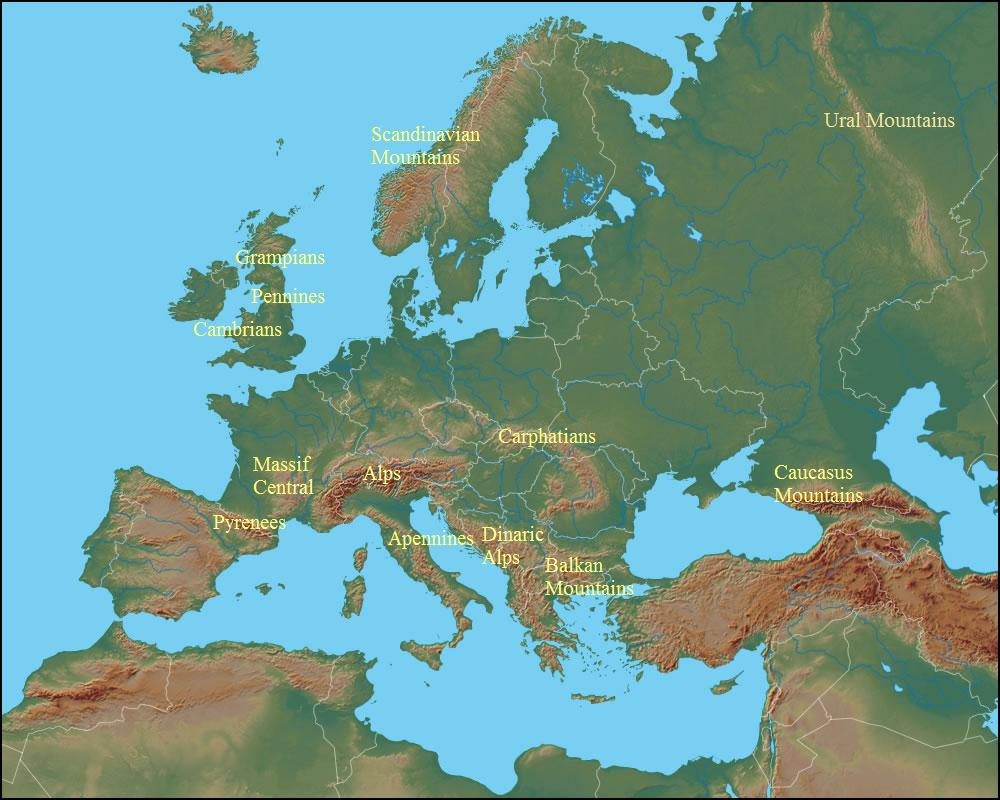 Ural Mountains
Scandinavian
Mountains
Grampians
Pennines
Cambrians
Carphatians
Massif
Central
Alps
Caucasus
Mountains
Pyrenees
Apennines
Dinaric
Alps
Balkan
Mountains